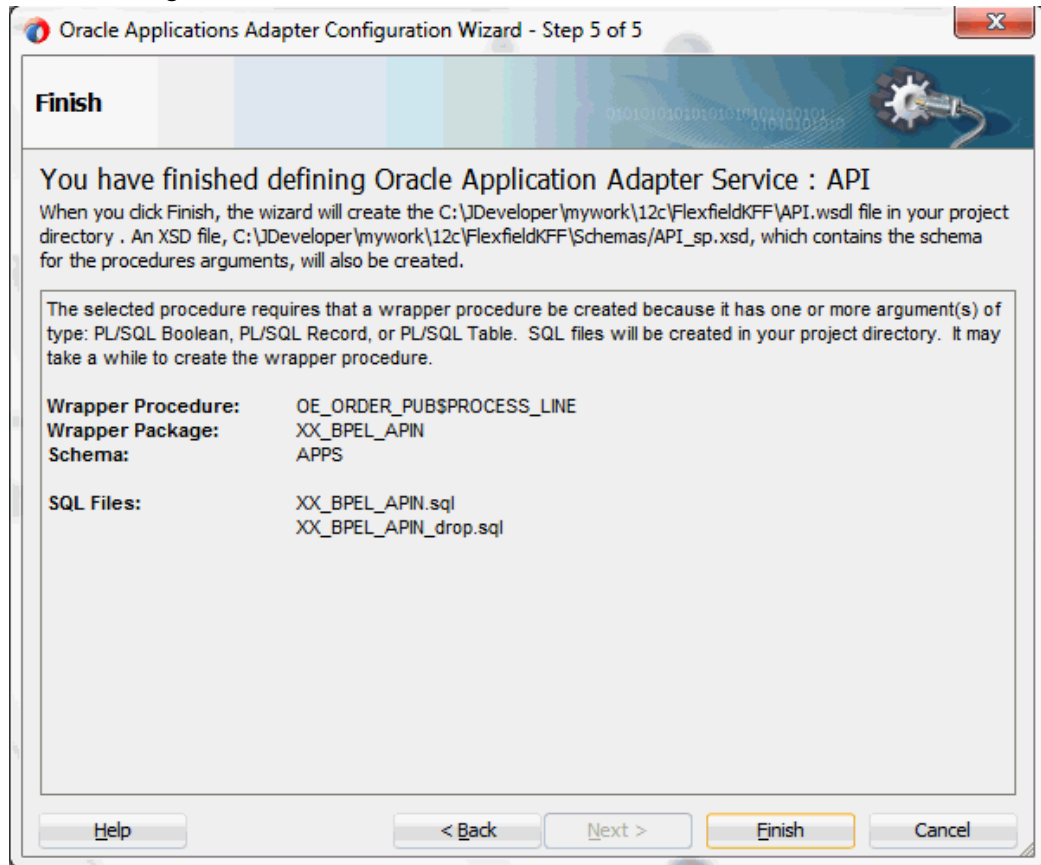 Oracle Applications Adapter Configuration Wizard - Step 5 of 5
Finish
You have finished defining Oracle Application Adapter Service : API
When you click Finish, the wizard will create the C:\JDeveloper\mywork\12c\FlexfieldKFF\API.wsdl file in your project
directory . An XSD file, C:\JDeveloper\mywork\12c\FlexfieldKFF\Schemas/API_sp.xsd, which contains the schema
for the procedures arguments, will also be created.
The selected procedure requires that a wrapper procedure be created because it has one or more argument(s) of
type: PL/SQL Boolean, PL/SQL Record, or PL/SQL Table. SQL files will be created in your project directory. It may
take a while to create the wrapper procedure.
Wrapper Procedure: OE_ORDER_PUB$PROCESS_LINE
Wrapper Package: XX_BPEL_APIN
Schema: APPS
SQL Files: XX_BPEL_APIN.sql
XX_BPEL_APIN_drop.sql
Help < Back Next > Finish Cancel